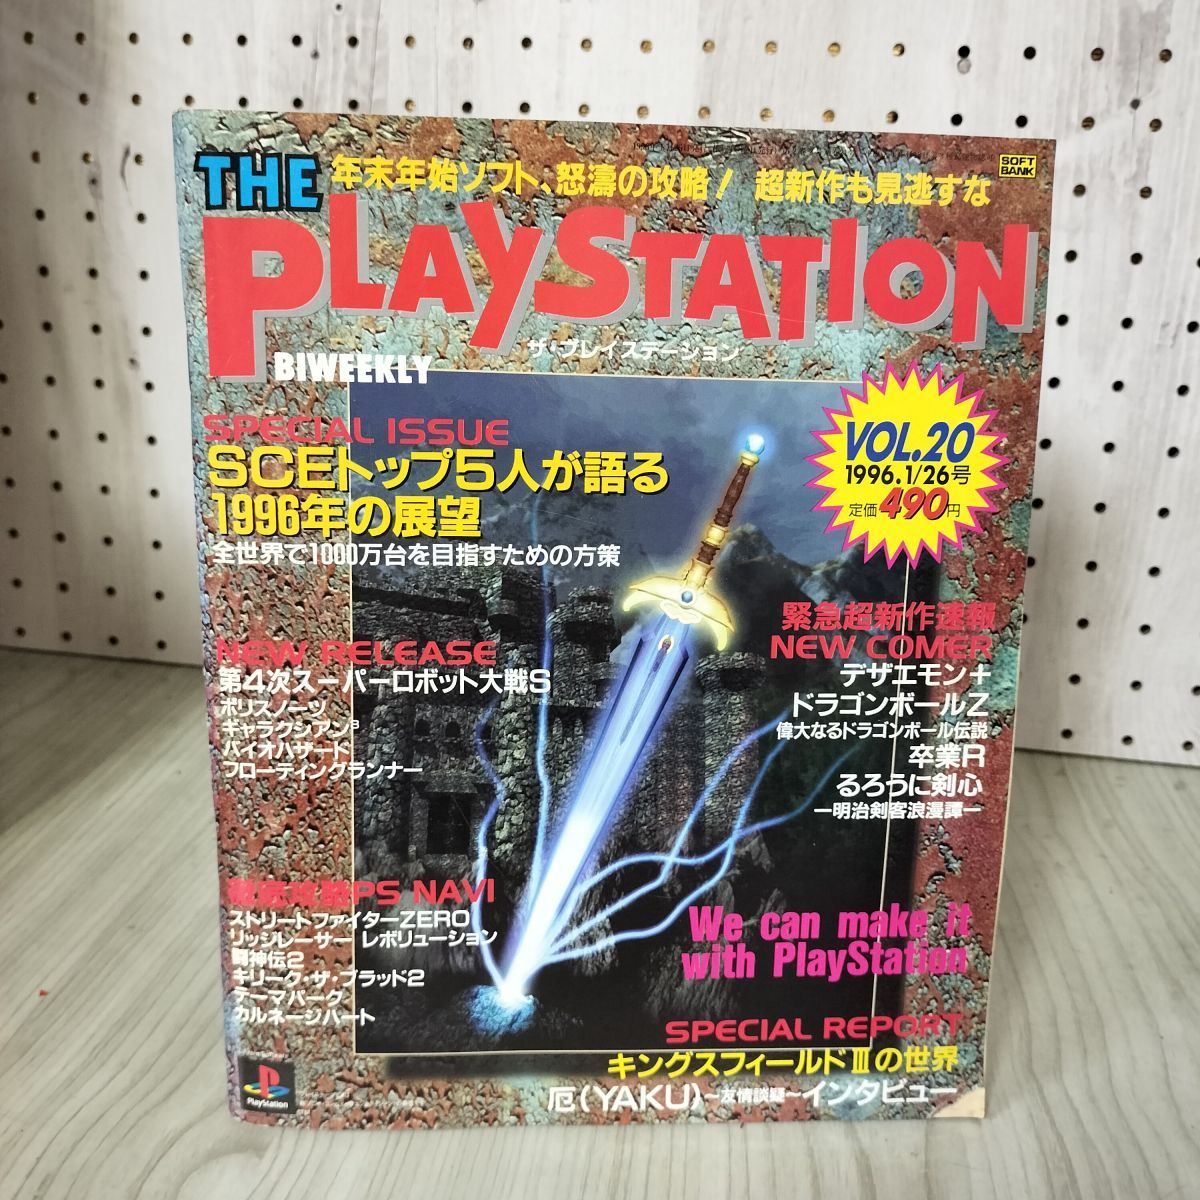 年末年始ソフト、怒濤の攻略! 超新作も見逃すな
SOFT
BANK
THE
PLAYSTATION
ザ・プレイステーション
BIWEEKLY
VOL.20
1996.1/26号
定価490円
SPECIAL ISSUE
SCEトップ5人が語る
1996年の展望
全世界で1000万台を目指すための方策
NEW RELEASE
第4次スーパーロボット大戦S
ポリスノーツ
ギャラクシアン3
バイオハザード
フローティングランナー
緊急超新作速報
NEW COMER
デザエモン+
ドラゴンボールZ
偉大なるドラゴンボール伝説
卒業R
るろうに剣心
―明治剣客浪漫譚―
徹底攻略PS NAVI
ストリートファイターZERO
リッジレーサー レボリューション
闘神伝2
キリーク・ザ・ブラッド2
テーマパーク
カルネージハート
We can make it
with PlayStation
SPECIAL REPORT
キングスフィールドⅢの世界
厄(YAKU)~友情談疑~インタビュー
PlayStation